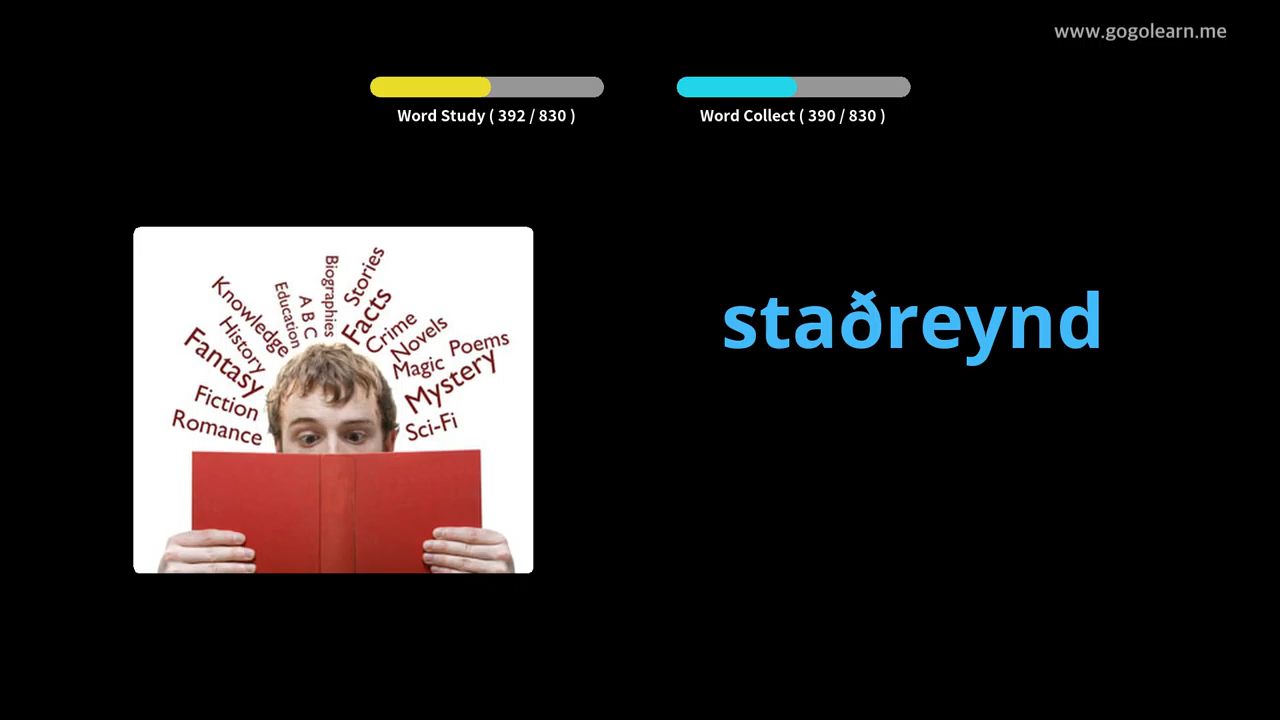 www.gogolearn.me
Word Study ( 392 / 830 )
Word Collect ( 390 / 830 )
staðreynd
Romance
Fiction
Fantasy
History
Knowledge
Education
A B C
Biographies
Stories
Facts
Crime
Novels
Magic
Poems
Mystery
Sci-Fi